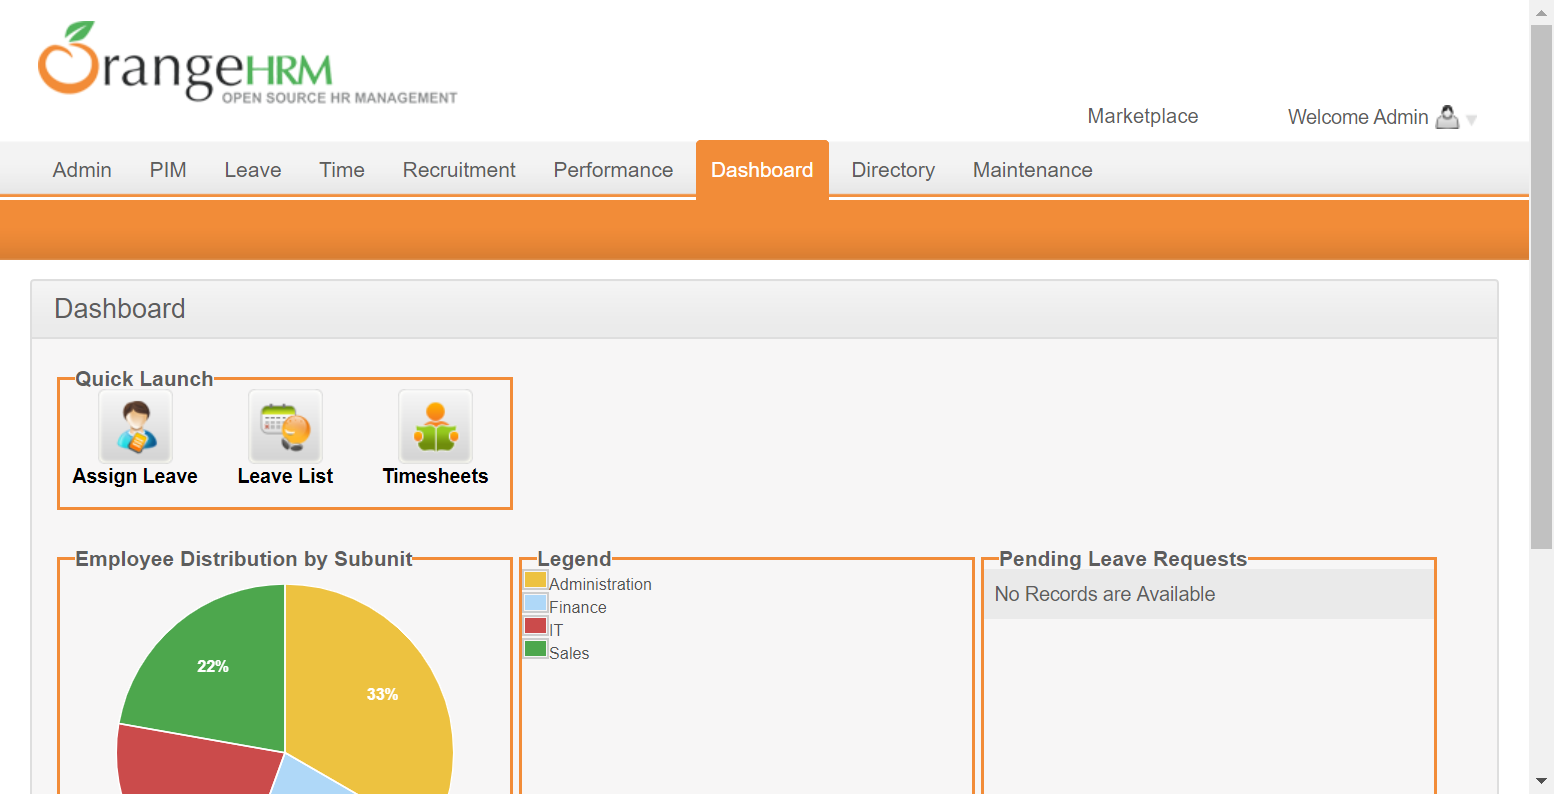 OrangeHRM
OPEN SOURCE HR MANAGEMENT
Marketplace
Welcome Admin
Admin PIM Leave Time Recruitment Performance Dashboard Directory Maintenance
Dashboard
Quick Launch
Assign Leave Leave List Timesheets
Employee Distribution by Subunit
22%
33%
Legend
Administration
Finance
IT
Sales
Pending Leave Requests
No Records are Available